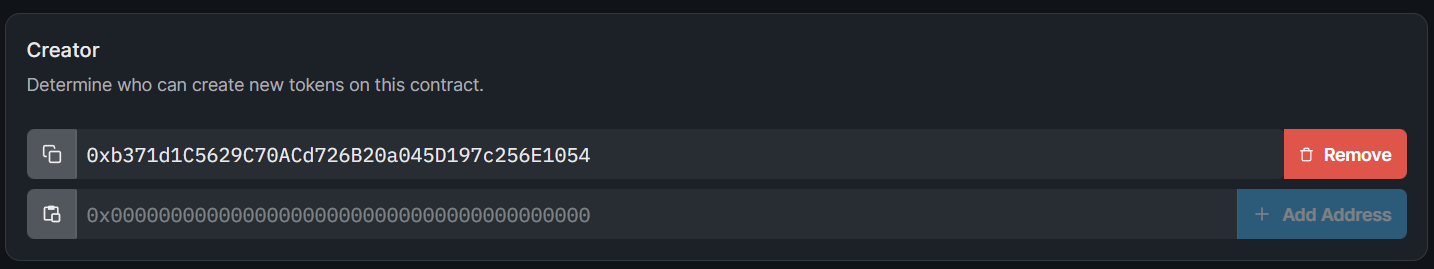 Creator
Determine who can create new tokens on this contract.
0xb371d1C5629C70ACd726B20a045D197c256E1054
Remove
0x0000000000000000000000000000000000000000
Add Address